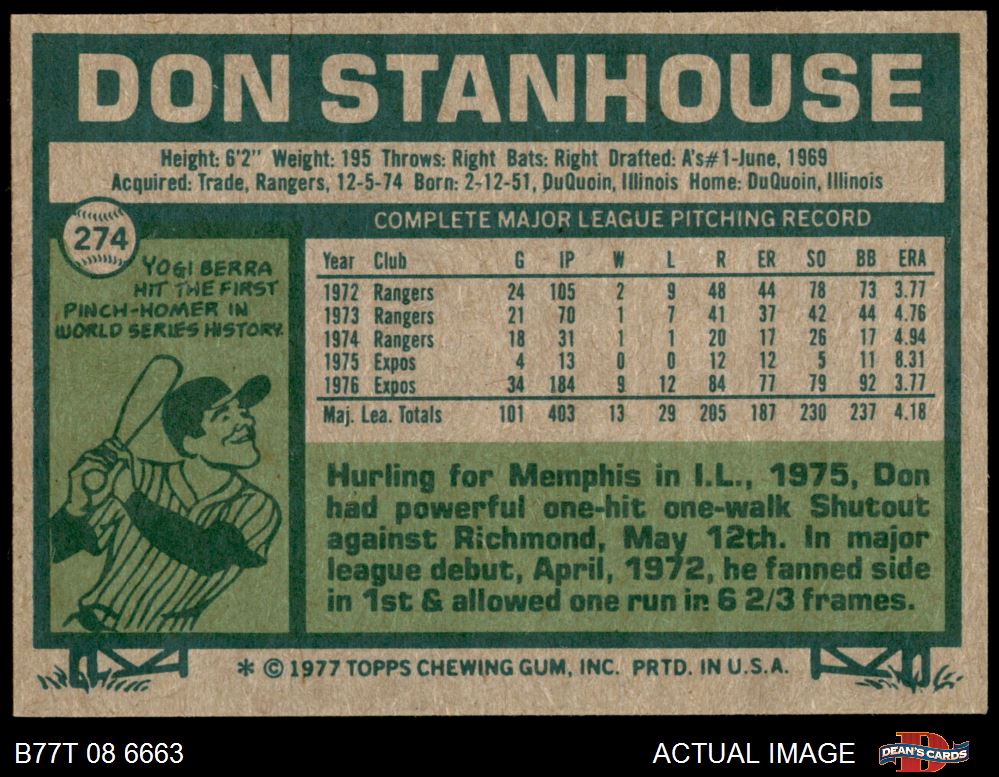 DON STANHOUSE
Height: 6'2" Weight: 195 Throws: Right Bats: Right Drafted: A's#1-June, 1969
Acquired: Trade, Rangers, 12-5-74 Born: 2-12-51, DuQuoin, Illinois Home: DuQuoin, Illinois
274
COMPLETE MAJOR LEAGUE PITCHING RECORD
YOGI BERRA
HIT THE FIRST
PINCH-HOMER IN
WORLD SERIES HISTORY.
Year Club G IP W L R ER SO BB ERA
1972 Rangers 24 105 2 9 48 44 78 73 3.77
1973 Rangers 21 70 1 7 41 37 42 44 4.76
1974 Rangers 18 31 1 1 20 17 26 17 4.94
1975 Expos 4 13 0 0 12 12 5 11 8.31
1976 Expos 34 184 9 12 84 77 79 92 3.77
Maj. Lea. Totals 101 403 13 29 205 187 230 237 4.18
Hurling for Memphis in I.L., 1975, Don
had powerful one-hit one-walk Shutout
against Richmond, May 12th. In major
league debut, April, 1972, he fanned side
in 1st & allowed one run in 6 2/3 frames.
* © 1977 TOPPS CHEWING GUM, INC. PRTD. IN U.S.A.
B77T 08 6663
ACTUAL IMAGE
DEAN'S CARDS